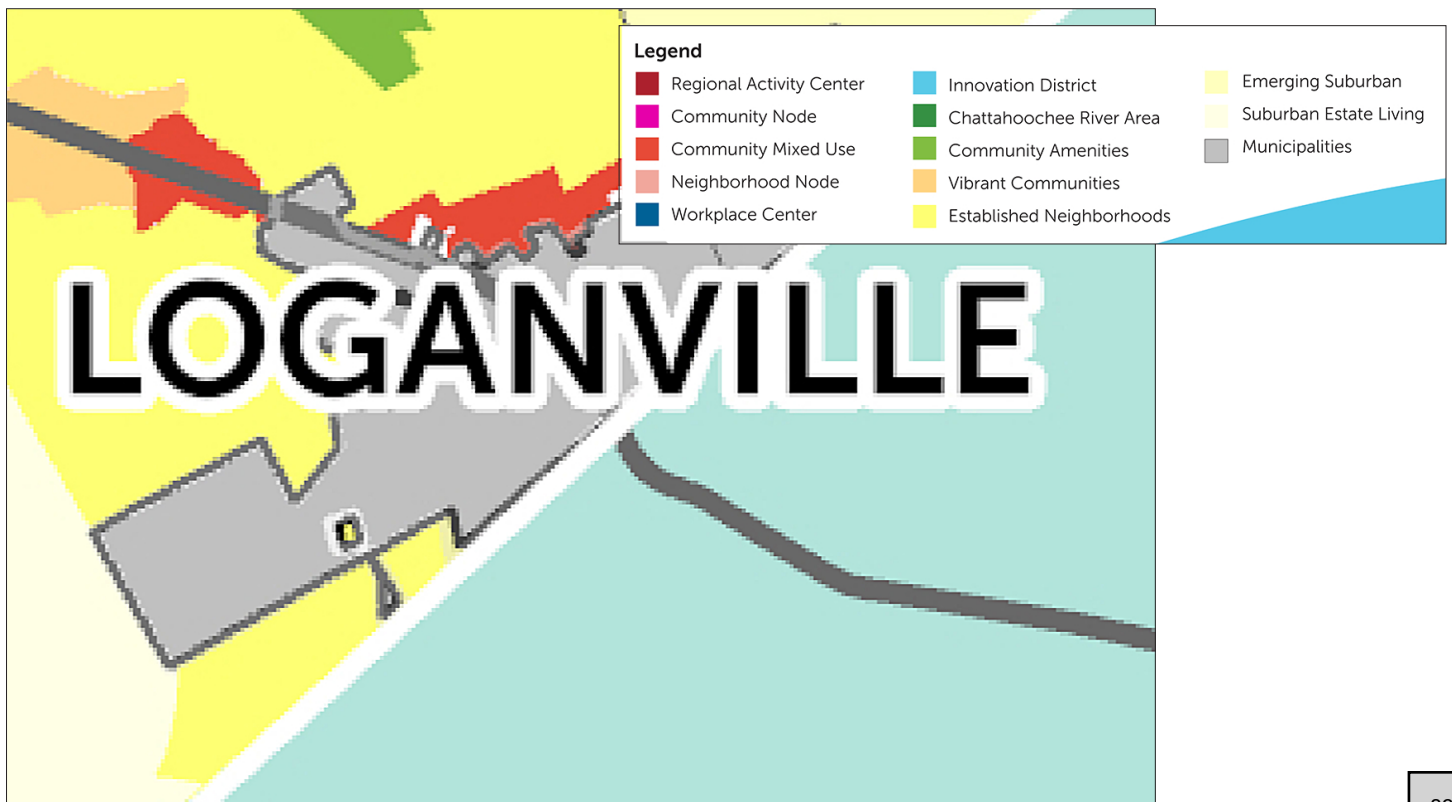 Legend
Regional Activity Center
Community Node
Community Mixed Use
Neighborhood Node
Workplace Center
Innovation District
Chattahoochee River Area
Community Amenities
Vibrant Communities
Established Neighborhoods
Emerging Suburban
Suburban Estate Living
Municipalities
LOGANVILLE